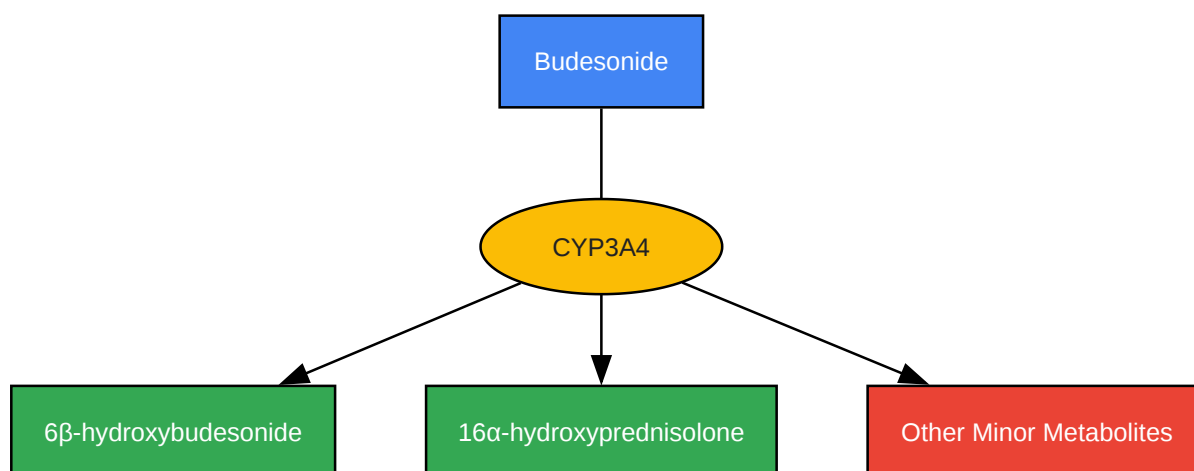 Budesonide
CYP3A4
6β-hydroxybudesonide
16α-hydroxyprednisolone
Other Minor Metabolites